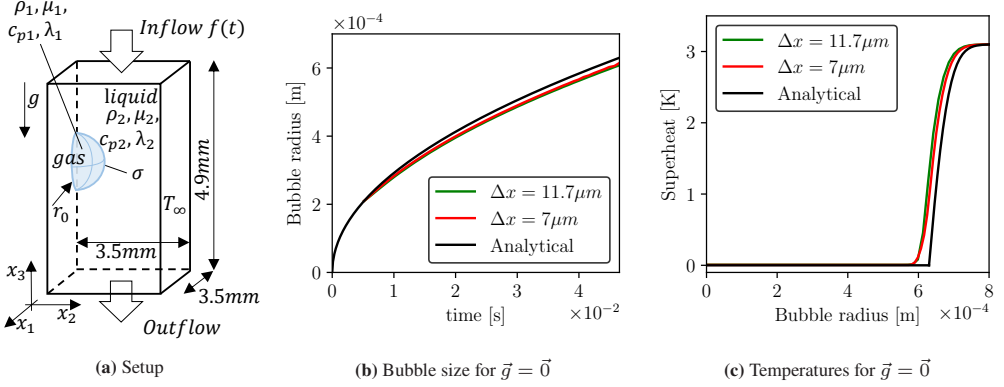 ρ₁, μ₁,
c_p1, λ₁
Inflow f(t)
g
liquid
ρ₂, μ₂,
c_p2, λ₂
gas
σ
r₀
T∞
4.9mm
3.5mm
3.5mm
x₃
x₂
x₁
Outflow
(a) Setup
×10⁻⁴
Bubble radius [m]
6
4
2
0
Δx = 11.7μm
Δx = 7μm
Analytical
0 1 2 3 4
×10⁻²
time [s]
(b) Bubble size for g⃗ = 0⃗
Superheat [K]
3
2
1
0
Δx = 11.7μm
Δx = 7μm
Analytical
0 2 4 6 8
×10⁻⁴
Bubble radius [m]
(c) Temperatures for g⃗ = 0⃗